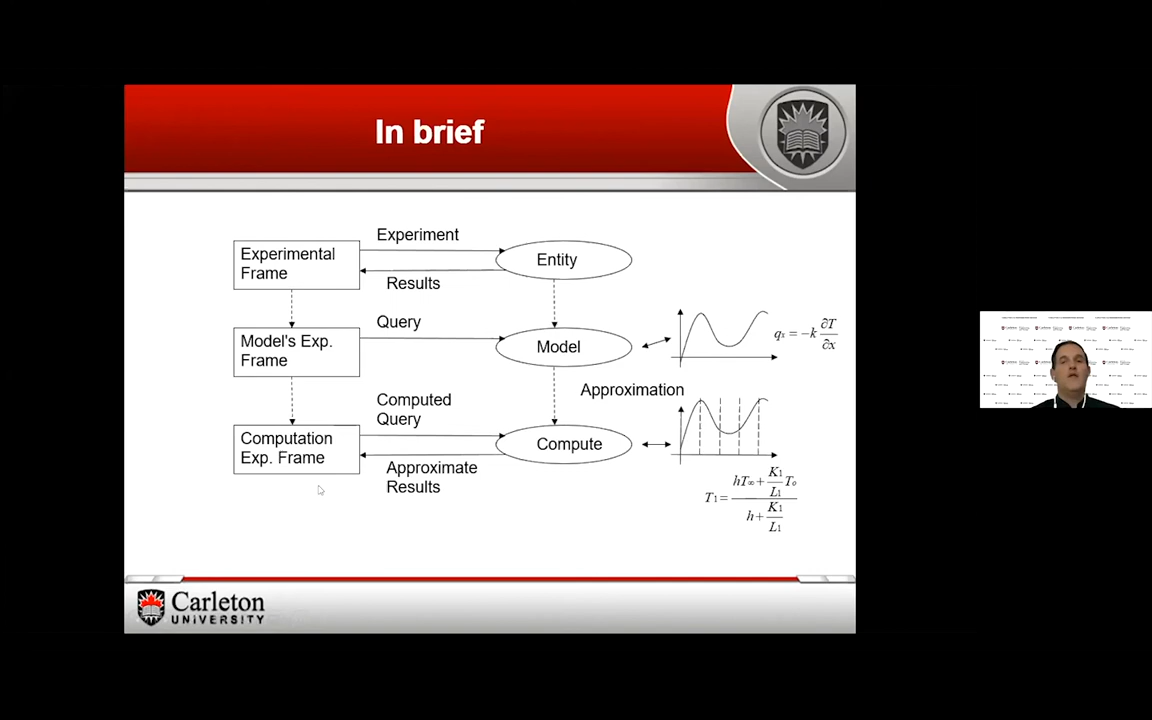 In brief
Experiment
Experimental
Frame
Entity
Results
Query
Model's Exp.
Frame
Model
qx = −k ∂T/∂x
Approximation
Computed
Query
Computation
Exp. Frame
Compute
Approximate
Results
T1 = (hT∞ + K1/L1 To) / (h + K1/L1)
Carleton
UNIVERSITY